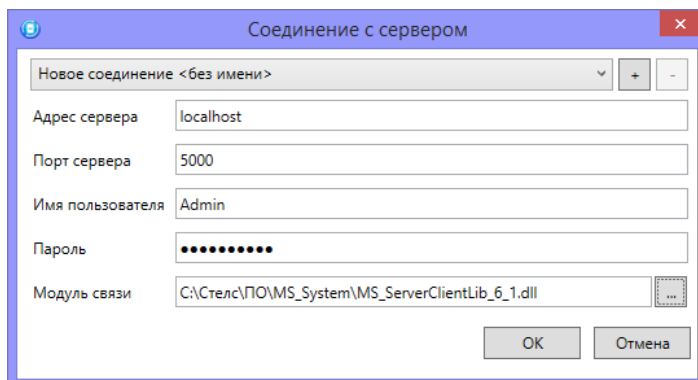 Соединение с сервером
Новое соединение <без имени>
+
-
Адрес сервера
localhost
Порт сервера
5000
Имя пользователя
Admin
Пароль
●●●●●●●●●●
Модуль связи
C:\Стелс\ПО\MS_System\MS_ServerClientLib_6_1.dll
...
OK
Отмена